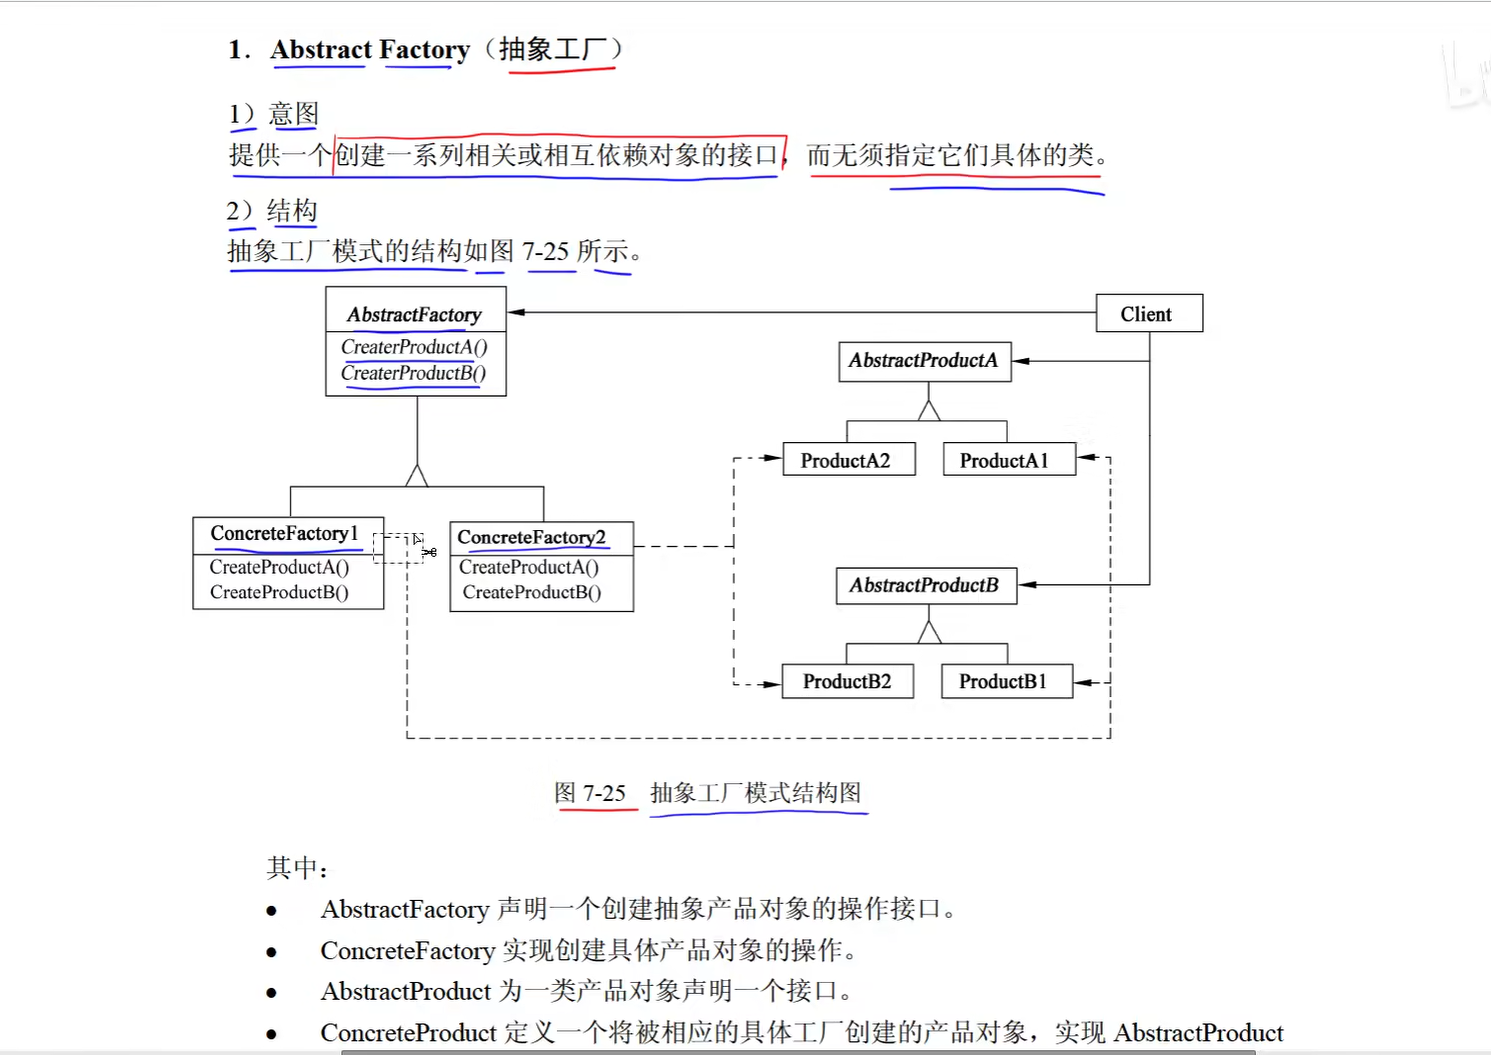 1. Abstract Factory（抽象工厂）
1）意图
提供一个创建一系列相关或相互依赖对象的接口，而无须指定它们具体的类。
2）结构
抽象工厂模式的结构如图 7-25 所示。
AbstractFactory
CreaterProductA()
CreaterProductB()
Client
AbstractProductA
ProductA2
ProductA1
ConcreteFactory1
CreateProductA()
CreateProductB()
ConcreteFactory2
CreateProductA()
CreateProductB()
AbstractProductB
ProductB2
ProductB1
图 7-25 抽象工厂模式结构图
其中：
● AbstractFactory 声明一个创建抽象产品对象的操作接口。
● ConcreteFactory 实现创建具体产品对象的操作。
● AbstractProduct 为一类产品对象声明一个接口。
● ConcreteProduct 定义一个将被相应的具体工厂创建的产品对象，实现 AbstractProduct